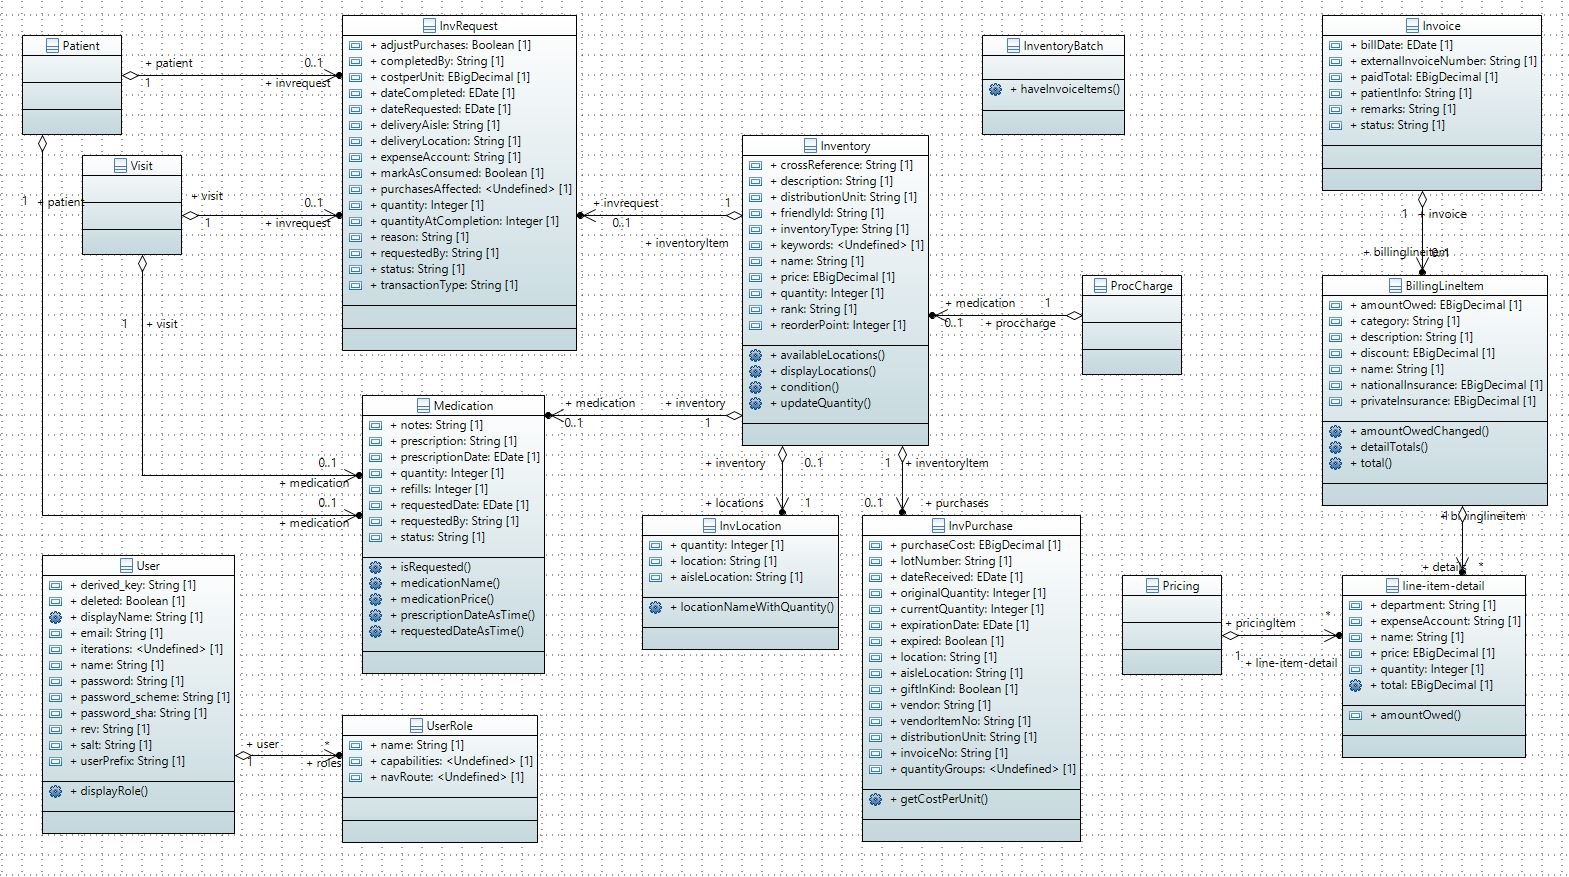 Patient
+ patient
1
0..1
+ invrequest
1
+ patient
Visit
+ visit
1
0..1
+ invrequest
1
+ visit
InvRequest
+ adjustPurchases: Boolean [1]
+ completedBy: String [1]
+ costperUnit: EBigDecimal [1]
+ dateCompleted: EDate [1]
+ dateRequested: EDate [1]
+ deliveryAisle: String [1]
+ deliveryLocation: String [1]
+ expenseAccount: String [1]
+ markAsConsumed: Boolean [1]
+ purchasesAffected: <Undefined> [1]
+ quantity: Integer [1]
+ quantityAtCompletion: Integer [1]
+ reason: String [1]
+ requestedBy: String [1]
+ status: String [1]
+ transactionType: String [1]
+ invrequest
0..1
1
+ inventoryItem
Inventory
+ crossReference: String [1]
+ description: String [1]
+ distributionUnit: String [1]
+ friendlyId: String [1]
+ inventoryType: String [1]
+ keywords: <Undefined> [1]
+ name: String [1]
+ price: EBigDecimal [1]
+ quantity: Integer [1]
+ rank: String [1]
+ reorderPoint: Integer [1]
+ availableLocations()
+ displayLocations()
+ condition()
+ updateQuantity()
InventoryBatch
+ haveInvoiceItems()
+ medication
1
0..1
+ proccharge
ProcCharge
Invoice
+ billDate: EDate [1]
+ externalInvoiceNumber: String [1]
+ paidTotal: EBigDecimal [1]
+ patientInfo: String [1]
+ remarks: String [1]
+ status: String [1]
1
+ invoice
+ billinglineitem
0..1
BillingLineItem
+ amountOwed: EBigDecimal [1]
+ category: String [1]
+ description: String [1]
+ discount: EBigDecimal [1]
+ name: String [1]
+ nationalInsurance: EBigDecimal [1]
+ privateInsurance: EBigDecimal [1]
+ amountOwedChanged()
+ detailTotals()
+ total()
1
+ billinglineitem
+ details
*
line-item-detail
+ department: String [1]
+ expenseAccount: String [1]
+ name: String [1]
+ price: EBigDecimal [1]
+ quantity: Integer [1]
+ total: EBigDecimal [1]
+ amountOwed()
Pricing
+ pricingItem
*
1
+ line-item-detail
+ medication
+ inventory
0..1
1
Medication
+ notes: String [1]
+ prescription: String [1]
+ prescriptionDate: EDate [1]
+ quantity: Integer [1]
+ refills: Integer [1]
+ requestedDate: EDate [1]
+ requestedBy: String [1]
+ status: String [1]
+ isRequested()
+ medicationName()
+ medicationPrice()
+ prescriptionDateAsTime()
+ requestedDateAsTime()
0..1
+ medication
0..1
+ medication
+ inventory
0..1
+ locations
1
InvLocation
+ quantity: Integer [1]
+ location: String [1]
+ aisleLocation: String [1]
+ locationNameWithQuantity()
1
+ inventoryItem
0..1
+ purchases
InvPurchase
+ purchaseCost: EBigDecimal [1]
+ lotNumber: String [1]
+ dateReceived: EDate [1]
+ originalQuantity: Integer [1]
+ currentQuantity: Integer [1]
+ expirationDate: EDate [1]
+ expired: Boolean [1]
+ location: String [1]
+ aisleLocation: String [1]
+ giftInKind: Boolean [1]
+ vendor: String [1]
+ vendorItemNo: String [1]
+ distributionUnit: String [1]
+ invoiceNo: String [1]
+ quantityGroups: <Undefined> [1]
+ getCostPerUnit()
User
+ derived_key: String [1]
+ deleted: Boolean [1]
+ displayName: String [1]
+ email: String [1]
+ iterations: <Undefined> [1]
+ name: String [1]
+ password: String [1]
+ password_scheme: String [1]
+ password_sha: String [1]
+ rev: String [1]
+ salt: String [1]
+ userPrefix: String [1]
+ displayRole()
+ user
1
*
+ roles
UserRole
+ name: String [1]
+ capabilities: <Undefined> [1]
+ navRoute: <Undefined> [1]